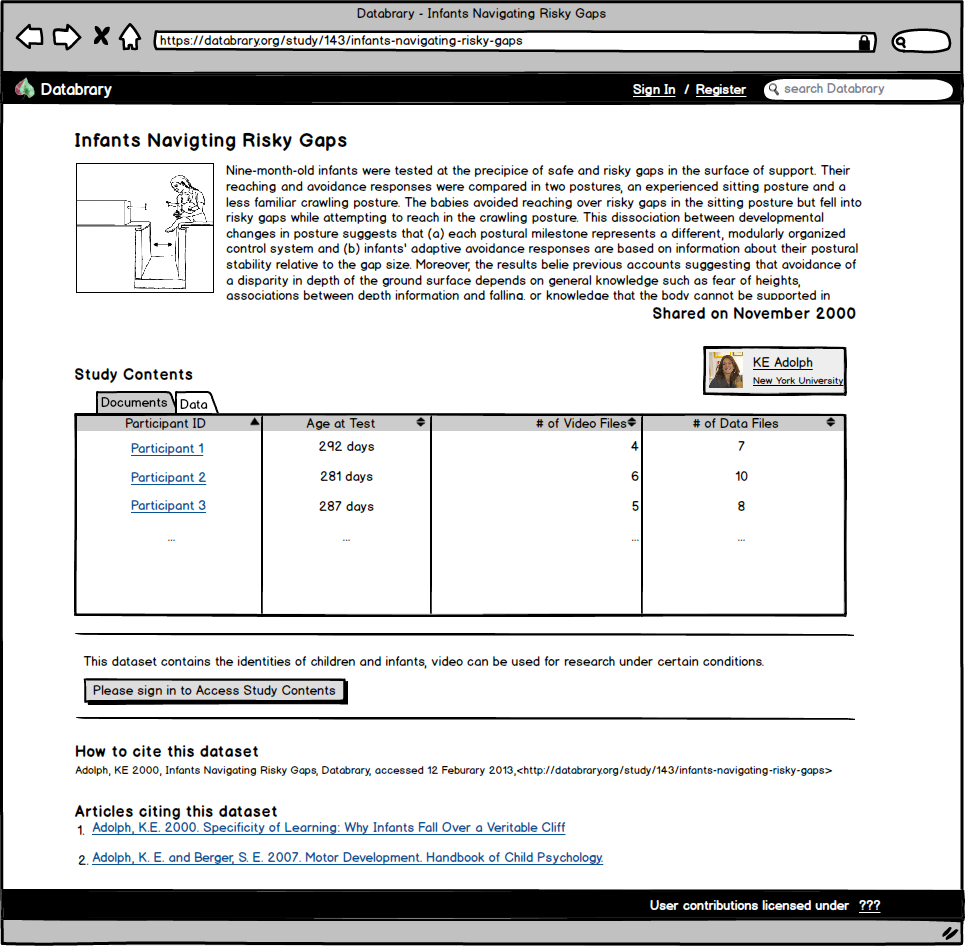 Databrary - Infants Navigating Risky Gaps
https://databrary.org/study/143/infants-navigating-risky-gaps
Databrary
Sign In / Register
search Databrary
Infants Navigting Risky Gaps
Nine-month-old infants were tested at the precipice of safe and risky gaps in the surface of support. Their
reaching and avoidance responses were compared in two postures, an experienced sitting posture and a
less familiar crawling posture. The babies avoided reaching over risky gaps in the sitting posture but fell into
risky gaps while attempting to reach in the crawling posture. This dissociation between developmental
changes in posture suggests that (a) each postural milestone represents a different, modularly organized
control system and (b) infants' adaptive avoidance responses are based on information about their postural
stability relative to the gap size. Moreover, the results belie previous accounts suggesting that avoidance of
a disparity in depth of the ground surface depends on general knowledge such as fear of heights,
associations between depth information and falling, or knowledge that the body cannot be supported in
Shared on November 2000
KE Adolph
New York University
Study Contents
Documents Data
Participant ID Age at Test # of Video Files # of Data Files
Participant 1 292 days 4 7
Participant 2 281 days 6 10
Participant 3 287 days 5 8
... ... ... ...
This dataset contains the identities of children and infants, video can be used for research under certain conditions.
Please sign in to Access Study Contents
How to cite this dataset
Adolph, KE 2000, Infants Navigating Risky Gaps, Databrary, accessed 12 Feburary 2013,<http://databrary.org/study/143/infants-navigating-risky-gaps>
Articles citing this dataset
1. Adolph, K.E. 2000. Specificity of Learning: Why Infants Fall Over a Veritable Cliff
2. Adolph, K. E. and Berger, S. E. 2007. Motor Development. Handbook of Child Psychology.
User contributions licensed under ???